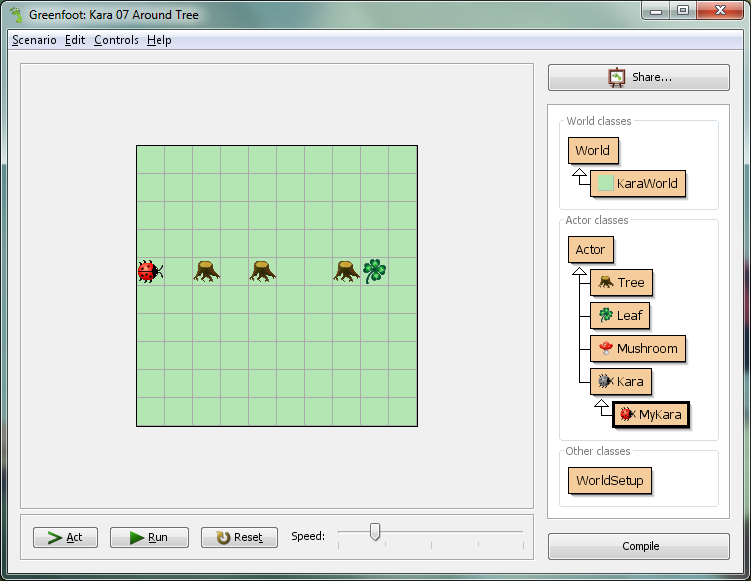 Greenfoot: Kara 07 Around Tree
Scenario Edit Controls Help
Share...
World classes
World
KaraWorld
Actor classes
Actor
Tree
Leaf
Mushroom
Kara
MyKara
Other classes
WorldSetup
Act
Run
Reset
Speed:
Compile